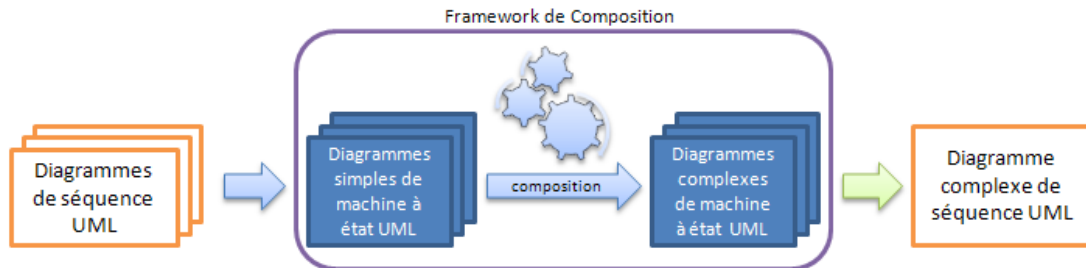 Framework de Composition
Diagrammes
de séquence
UML
Diagrammes
simples de
machine à
état UML
composition
Diagrammes
complexes
de machine
à état UML
Diagramme
complexe de
séquence UML